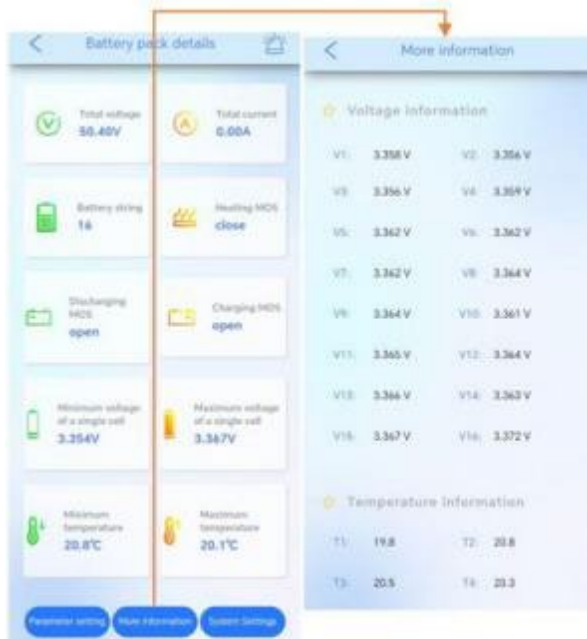 Battery pack details
Total voltage
50.40V
Total current
0.00A
Battery string
16
Heating MOS
close
Discharging
MOS
open
Charging MOS
open
Minimum voltage
of a single cell
3.354V
Maximum voltage
of a single cell
3.367V
Minimum
temperature
20.8℃
Maximum
temperature
20.1℃
Parameter setting
More Information
System Settings
More information
Voltage information
V1: 3.358 V V2: 3.356 V
V3: 3.356 V V4: 3.359 V
V5: 3.362 V V6: 3.362 V
V7: 3.362 V V8: 3.364 V
V9: 3.364 V V10: 3.361 V
V11: 3.365 V V12: 3.364 V
V13: 3.366 V V14: 3.363 V
V15: 3.367 V V16: 3.372 V
Temperature information
T1: 19.8 T2: 20.8
T3: 20.5 T4: 20.3